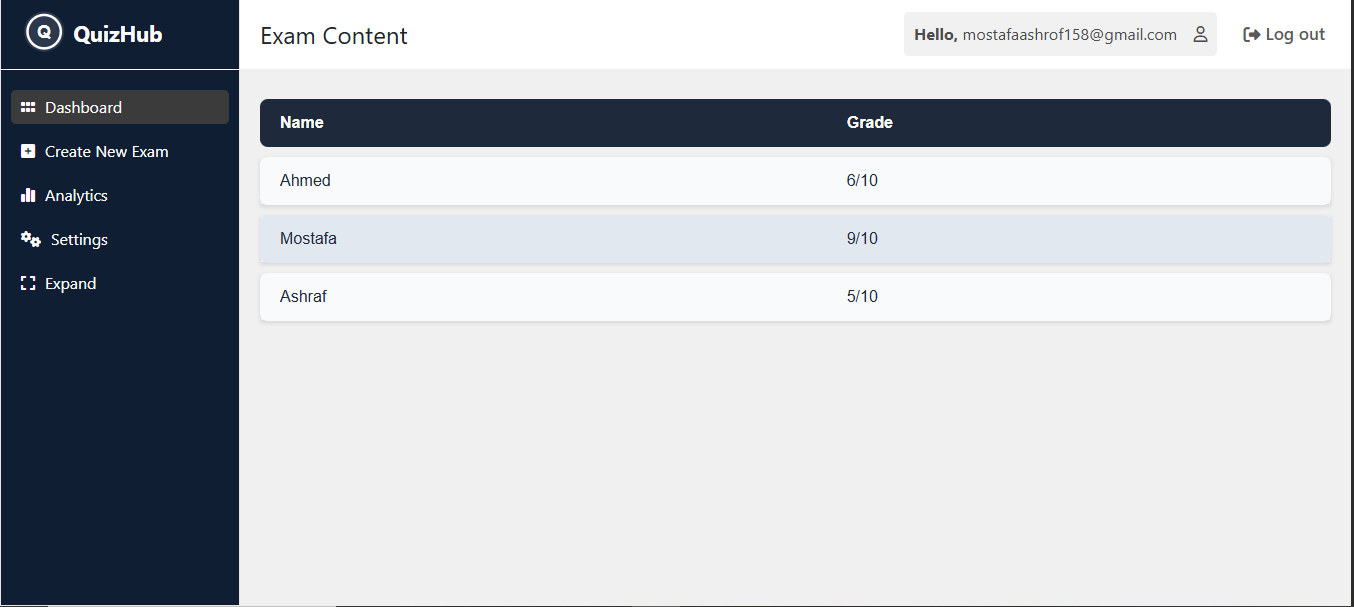 Q QuizHub
Exam Content
Hello, mostafaashrof158@gmail.com
Log out
Dashboard
Create New Exam
Analytics
Settings
Expand
Name Grade
Ahmed 6/10
Mostafa 9/10
Ashraf 5/10